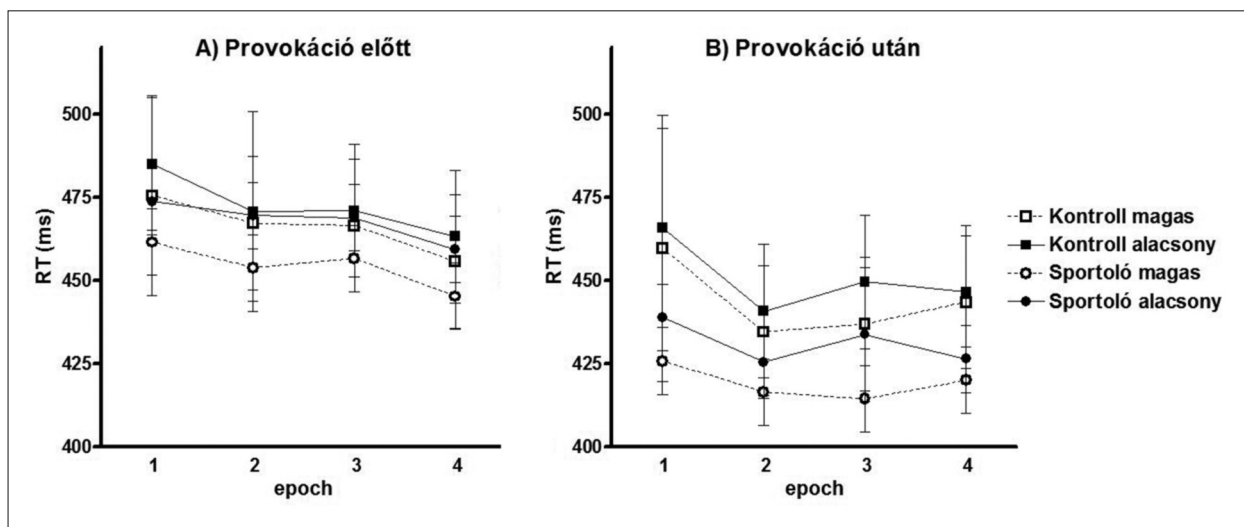 A) Provokáció előtt
500
475
450
425
400
RT (ms)
1 2 3 4
epoch
B) Provokáció után
500
475
450
425
400
RT (ms)
1 2 3 4
epoch
Kontroll magas
Kontroll alacsony
Sportoló magas
Sportoló alacsony